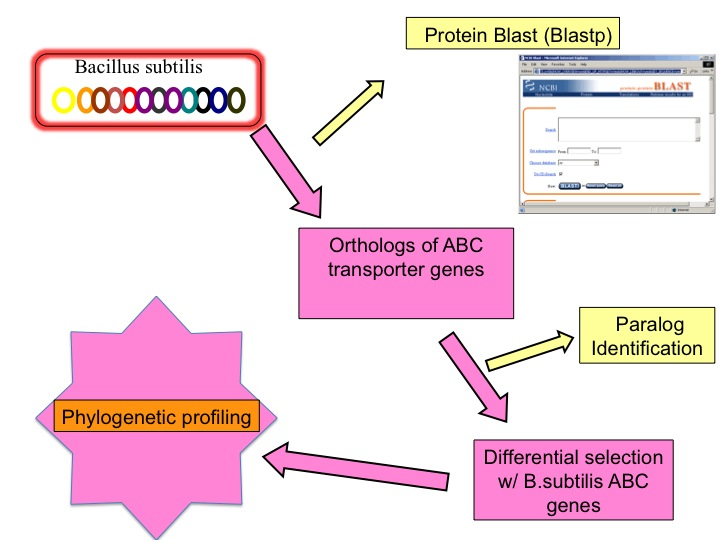 Protein Blast (Blastp)
Bacillus subtilis
NCBI
BLAST
Orthologs of ABC
transporter genes
Paralog
Identification
Phylogenetic profiling
Differential selection
w/ B.subtilis ABC
genes